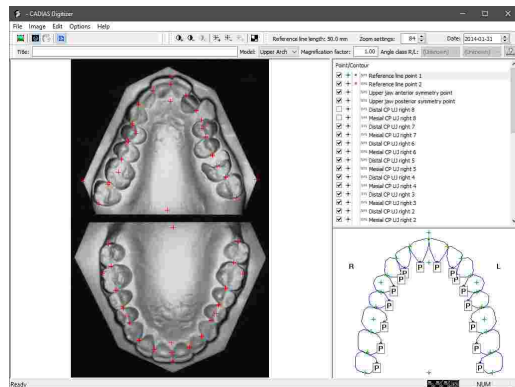 - CADIAS Digitizer
File Image Edit Options Help
Reference line length: 50.0 mm Zoom settings: 84 Date: 2014-01-31
Title: Model: Upper Arch Magnification factor: 1.00 Angle class R/L: (Unknown) (Unknown)
Point/Contour
Reference line point 1
Reference line point 2
Upper jaw anterior symmetry point
Upper jaw posterior symmetry point
Distal CP UJ right 8
Mesial CP UJ right 8
Distal CP UJ right 7
Mesial CP UJ right 7
Distal CP UJ right 6
Mesial CP UJ right 6
Distal CP UJ right 5
Mesial CP UJ right 5
Distal CP UJ right 4
Mesial CP UJ right 4
Distal CP UJ right 3
Mesial CP UJ right 3
Distal CP UJ right 2
Mesial CP UJ right 2
R L
P P
P P
P P
P P
P P
P P
P P
Ready NUM